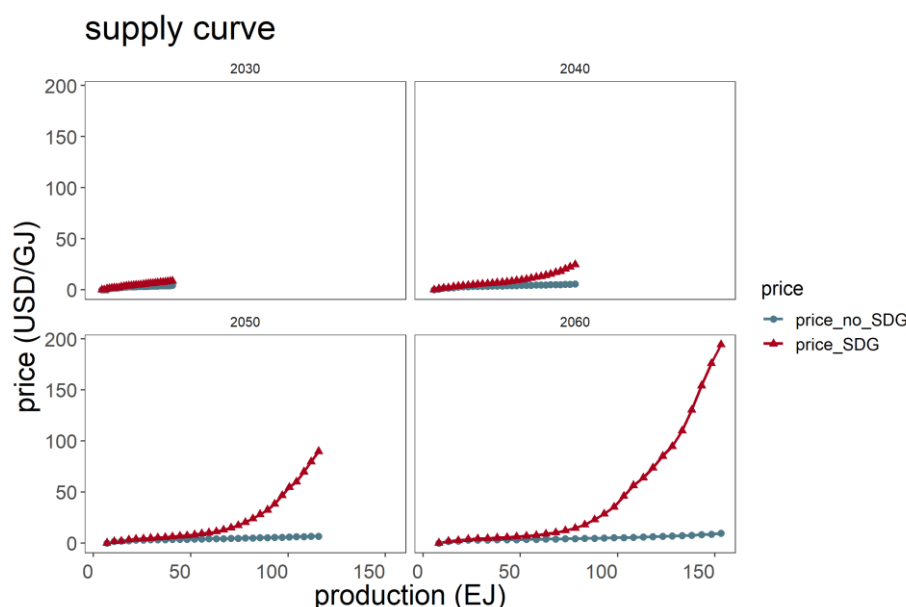 supply curve
2030
2040
200
150
100
50
0
price (USD/GJ)
2050
2060
200
150
100
50
0
0 50 100 150
0 50 100 150
production (EJ)
price
price_no_SDG
price_SDG